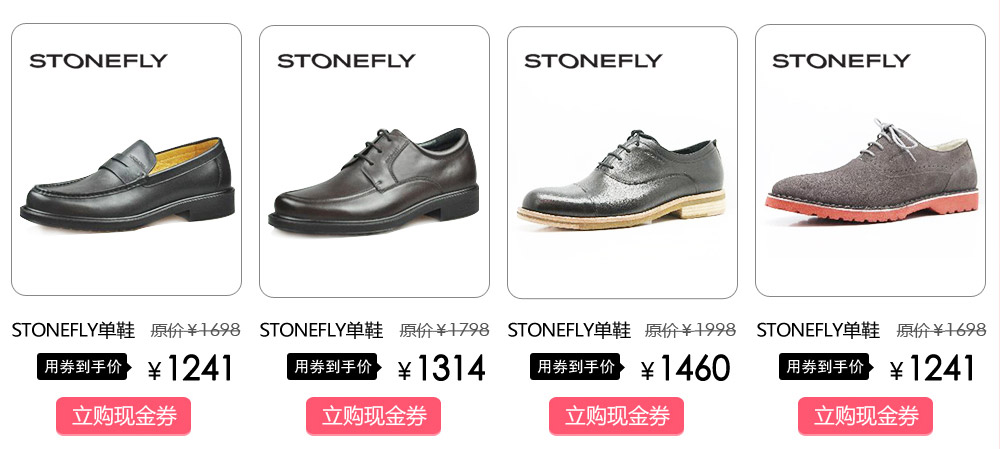 STONEFLY
STONEFLY单鞋 原价¥1698
用券到手价 ¥1241
立购现金券
STONEFLY
STONEFLY单鞋 原价¥1798
用券到手价 ¥1314
立购现金券
STONEFLY
STONEFLY单鞋 原价¥1998
用券到手价 ¥1460
立购现金券
STONEFLY
STONEFLY单鞋 原价¥1698
用券到手价 ¥1241
立购现金券